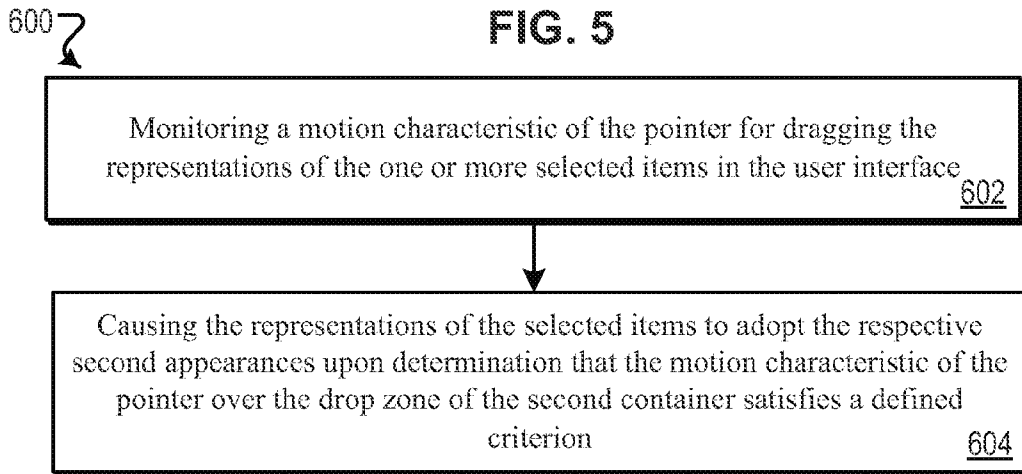 600
FIG. 5
Monitoring a motion characteristic of the pointer for dragging the
representations of the one or more selected items in the user interface
602
Causing the representations of the selected items to adopt the respective
second appearances upon determination that the motion characteristic of the
pointer over the drop zone of the second container satisfies a defined
criterion
604